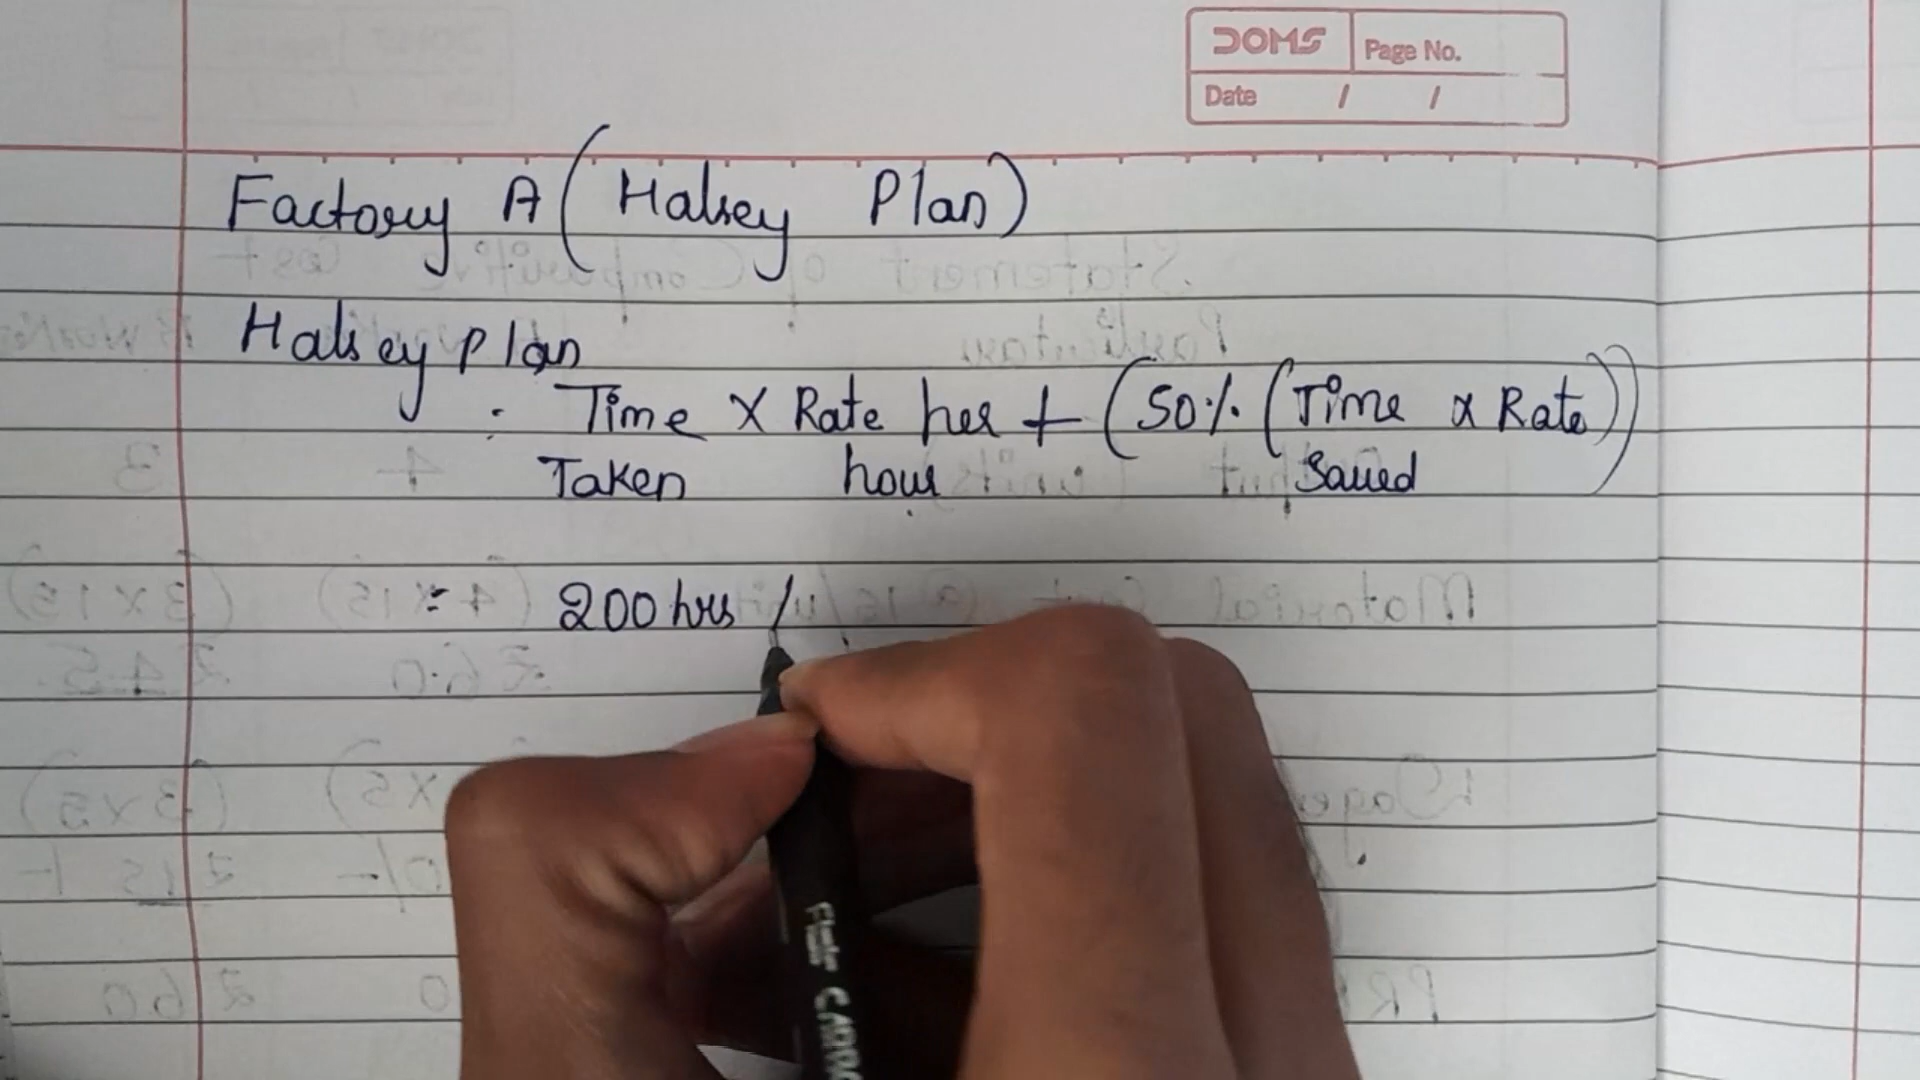 DOMS Page No.
Date / /
Factory A (Halsey Plan)
Halsey plan
: Time X Rate per + (50% (Time x Rate))
Taken hour Saved
= 200 hrs /